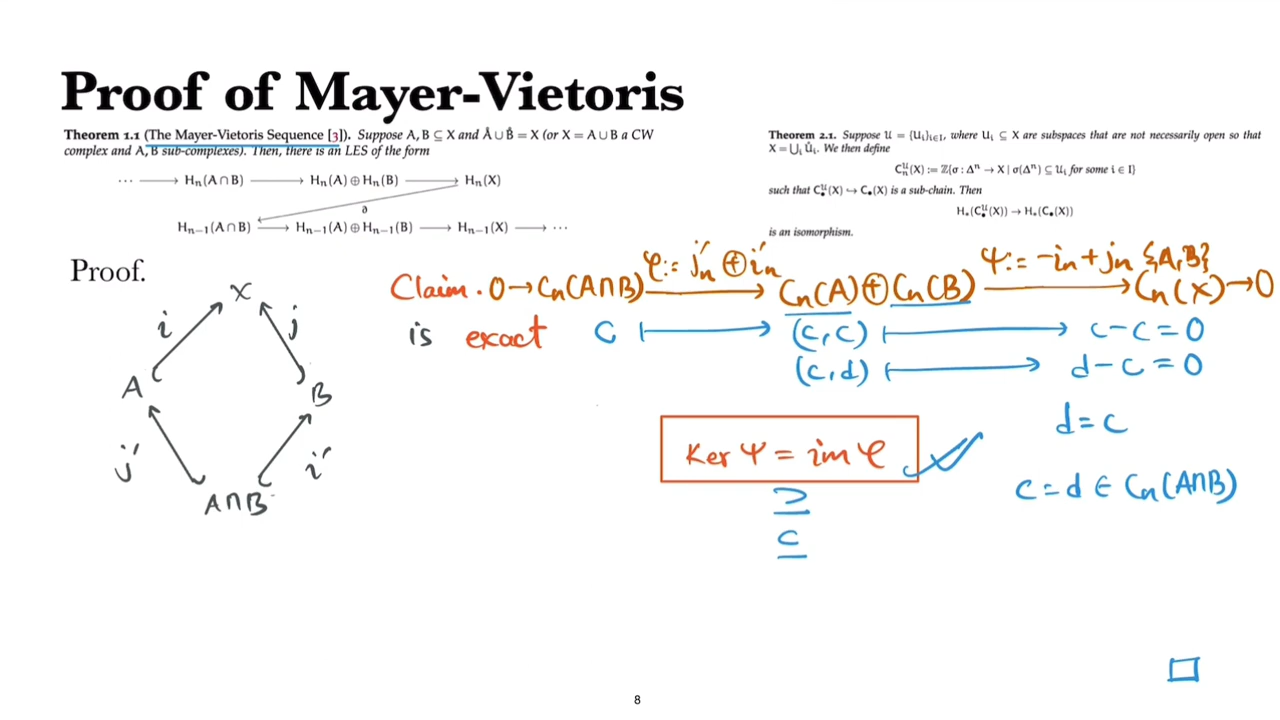 Proof of Mayer-Vietoris
Theorem 1.1 (The Mayer-Vietoris Sequence [3]). Suppose A, B ⊆ X and Å ∪ B̊ = X (or X = A ∪ B a CW
complex and A, B sub-complexes). Then, there is an LES of the form
⋯ ⟶ Hₙ(A∩B) ⟶ Hₙ(A) ⊕ Hₙ(B) ⟶ Hₙ(X)
∂
Hₙ₋₁(A∩B) ⟶ Hₙ₋₁(A) ⊕ Hₙ₋₁(B) ⟶ Hₙ₋₁(X) ⟶ ⋯
Theorem 2.1. Suppose 𝒰 = {Uᵢ}ᵢ∈I, where Uᵢ ⊆ X are subspaces that are not necessarily open so that
X = ⋃ᵢ Ůᵢ. We then define
Cₙ^𝒰(X) := ℤ{σ : Δⁿ → X | σ(Δⁿ) ⊆ Uᵢ for some i ∈ I}
such that C•^𝒰(X) ↪ C•(X) is a sub-chain. Then
H•(C•^𝒰(X)) → H•(C•(X))
is an isomorphism.
Proof.
X
i j
A B
j' i'
A∩B
φ := j'ₙ ⊕ i'ₙ ψ := -iₙ + jₙ {A,B}
Claim. 0 → Cₙ(A∩B) ⟶ Cₙ(A) ⊕ Cₙ(B) ⟶ Cₙ(X) → 0
is exact c ⟼ (c, c) ⟼ c - c = 0
(c, d) ⟼ d - c = 0
d = c
Ker ψ = im φ ✓
c = d ∈ Cₙ(A∩B)
⊇
⊆
□
8